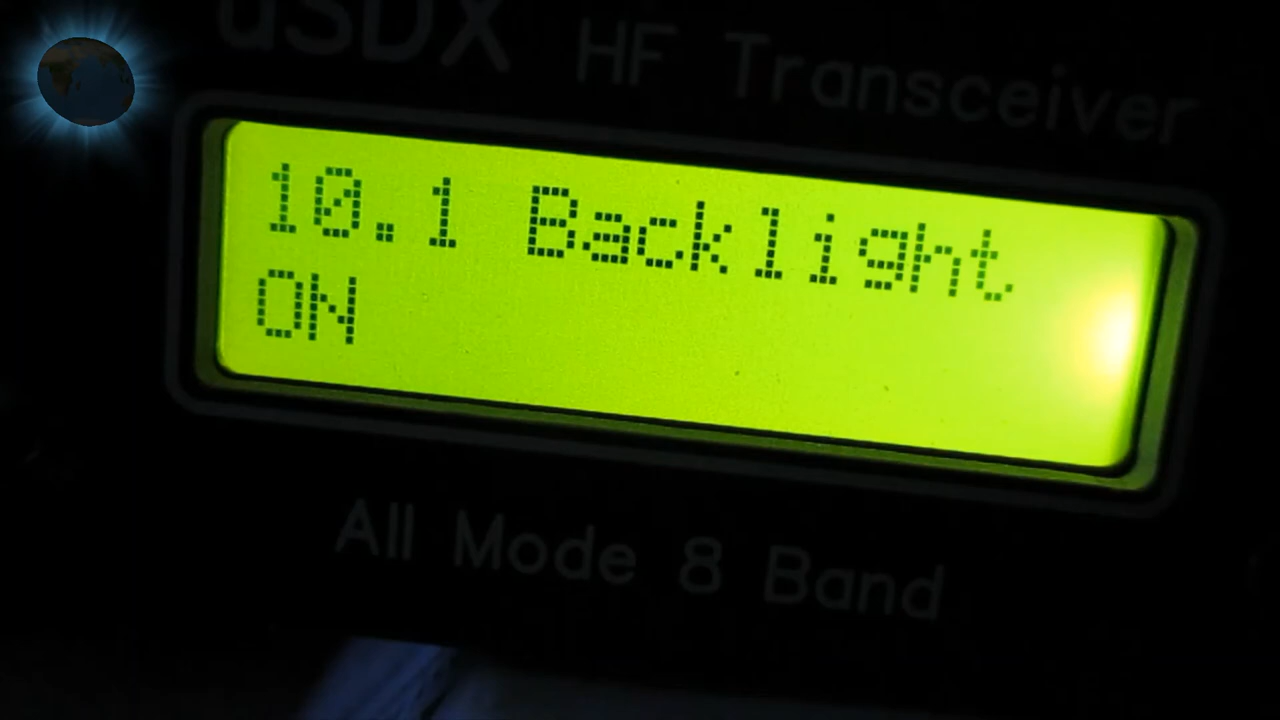 uSDX HF Transceiver
10.1 Backlight
ON
All Mode 8 Band